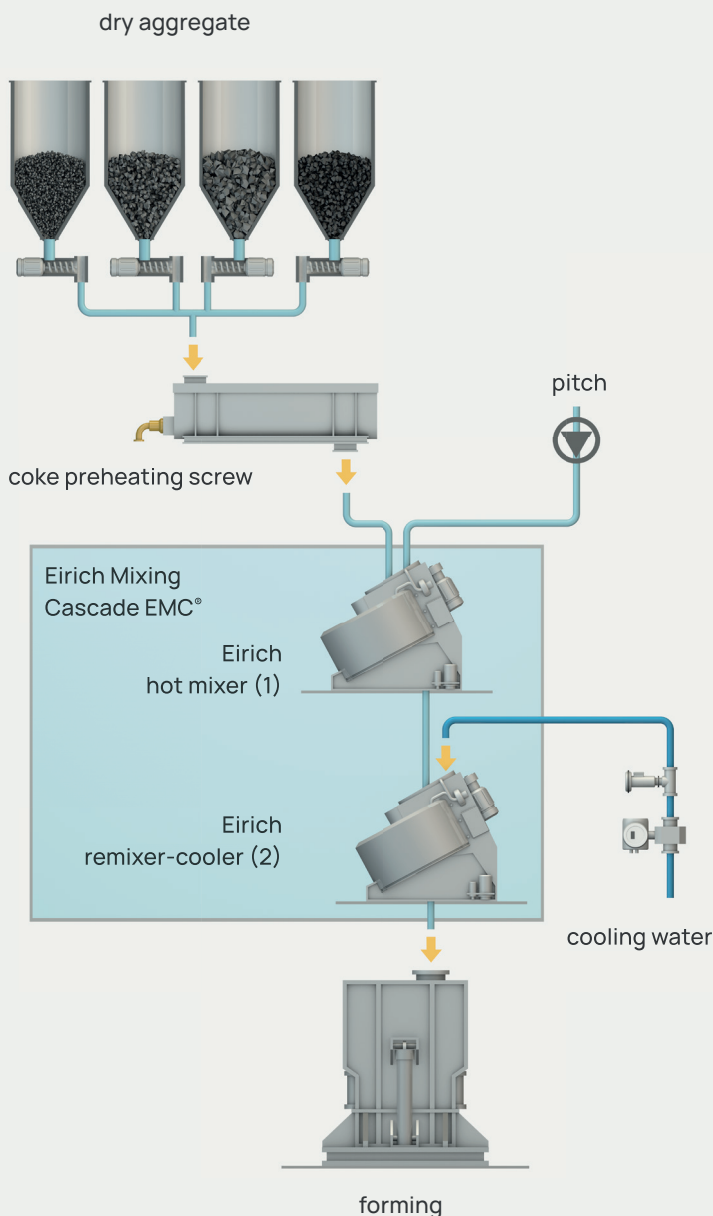 dry aggregate
pitch
coke preheating screw
Eirich Mixing
Cascade EMC®
Eirich
hot mixer (1)
Eirich
remixer-cooler (2)
cooling water
forming